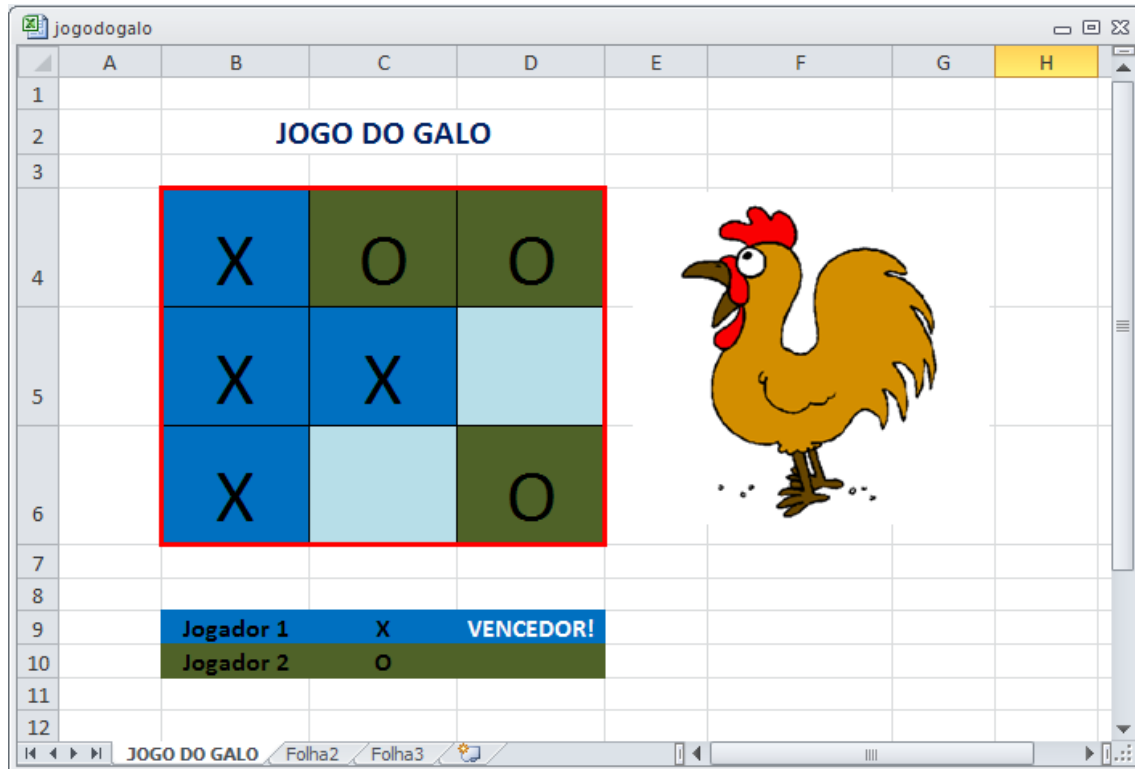 jogodogalo
A B C D E F G H
1
2 JOGO DO GALO
3
4 X O O
5 X X
6 X O
7
8
9 Jogador 1 X VENCEDOR!
10 Jogador 2 O
11
12
JOGO DO GALO Folha2 Folha3